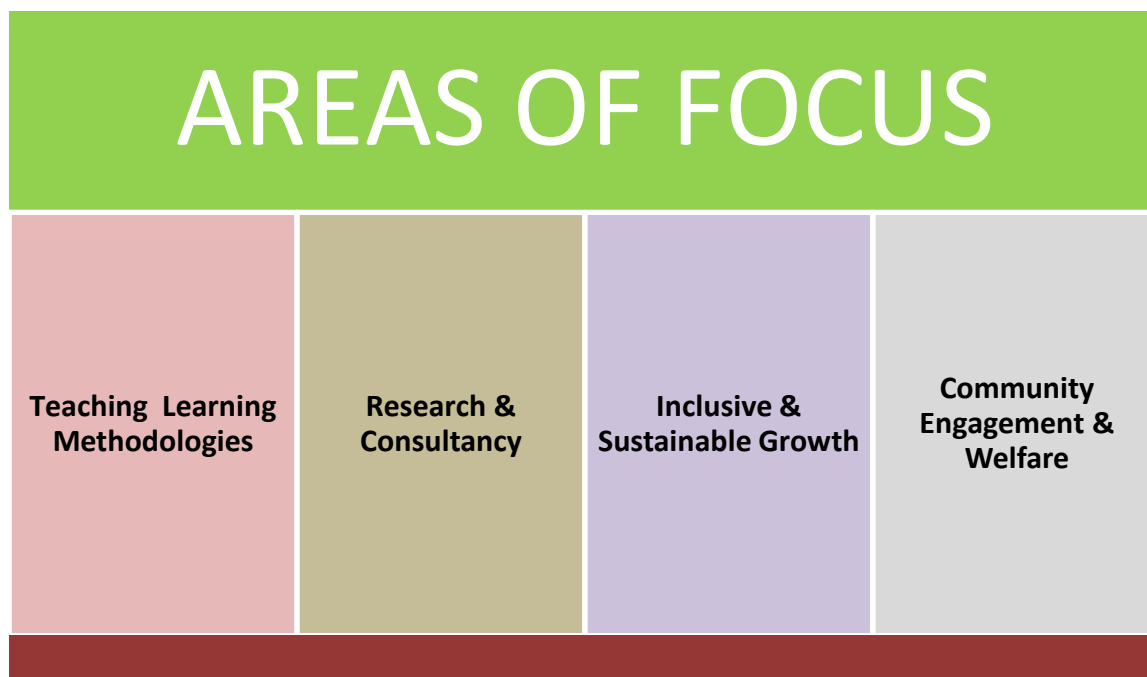 AREAS OF FOCUS
Teaching  Learning
Methodologies
Research &
Consultancy
Inclusive &
Sustainable Growth
Community
Engagement &
Welfare